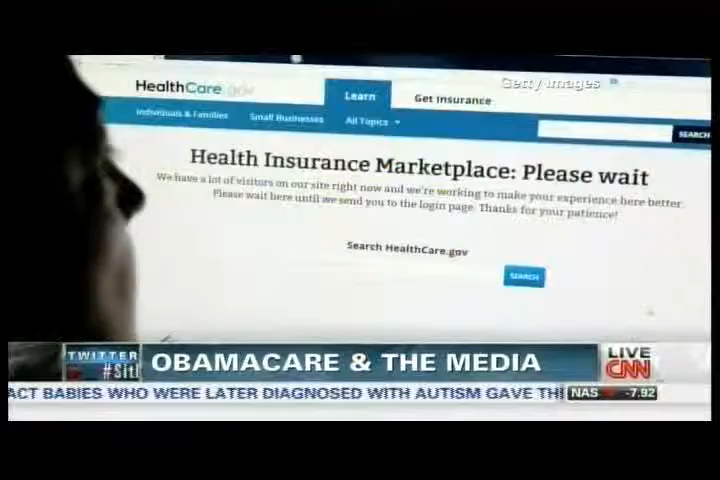 HealthCare.gov
Learn
Get Insurance
Getty Images
Individuals & Families
Small Businesses
All Topics
SEARCH
Health Insurance Marketplace: Please wait
We have a lot of visitors on our site right now and we're working to make your experience here better.
Please wait here until we send you to the login page. Thanks for your patience!
Search HealthCare.gov
SEARCH
TWITTER
#Sit
OBAMACARE & THE MEDIA
LIVE
CNN
ACT BABIES WHO WERE LATER DIAGNOSED WITH AUTISM GAVE THI
NAS -7.92